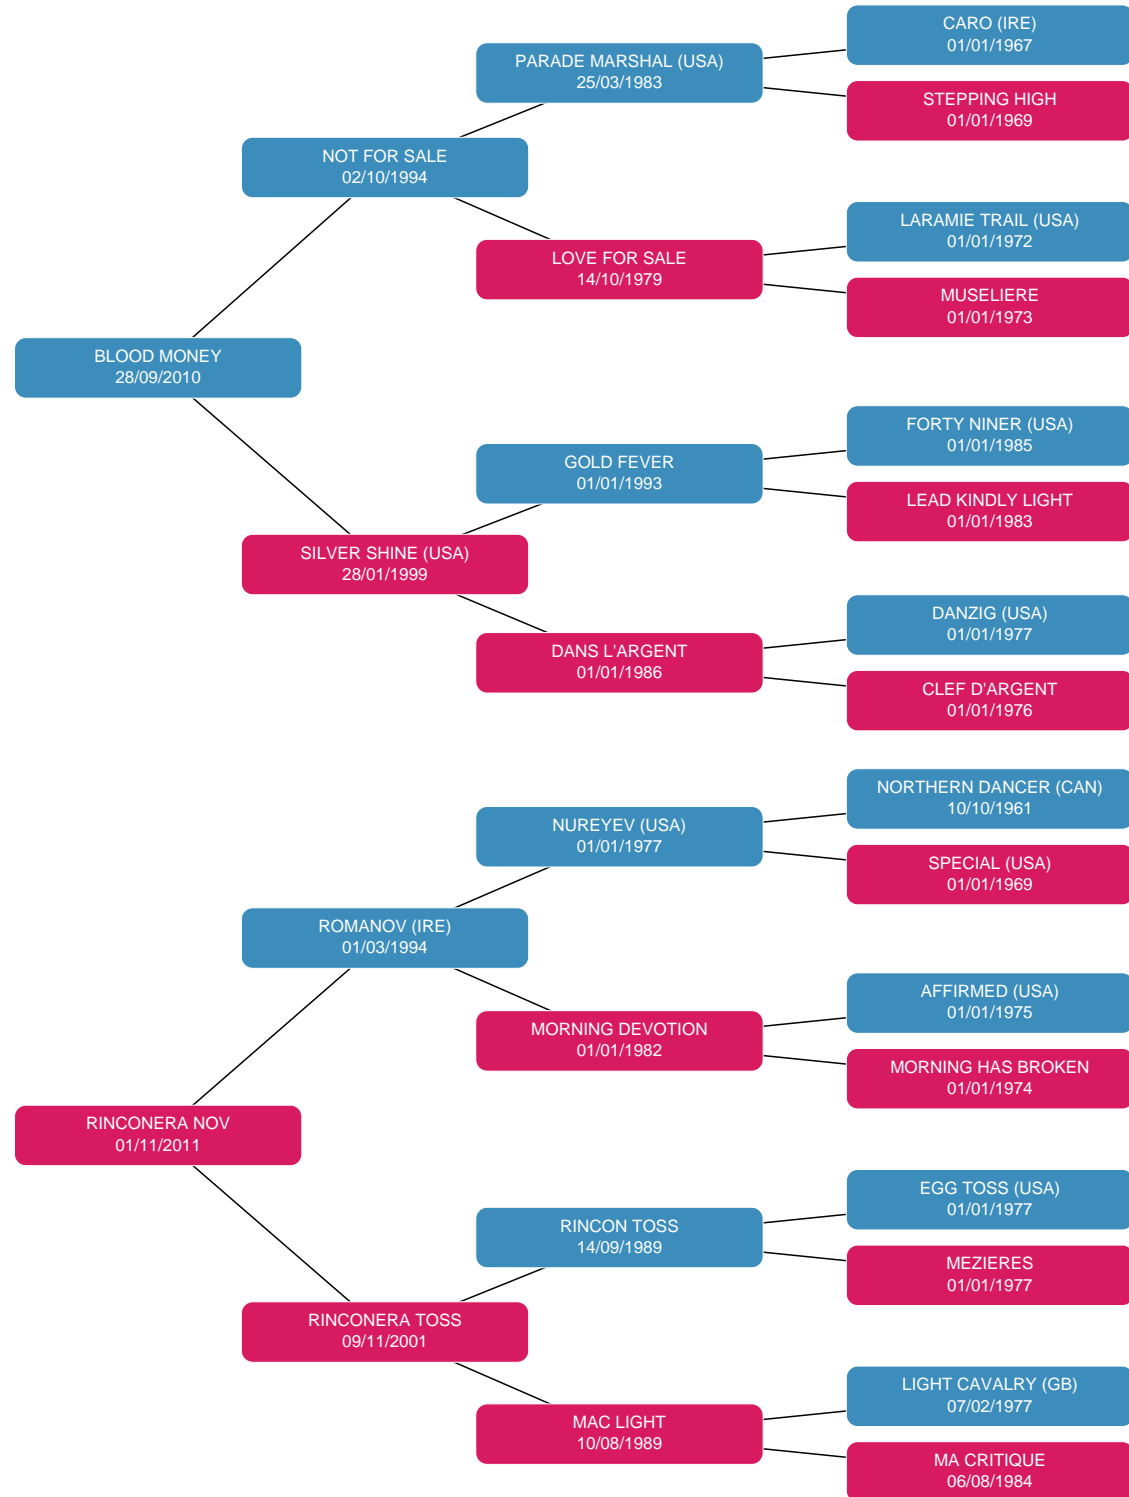 CARO (IRE)
01/01/1967
PARADE MARSHAL (USA)
25/03/1983
STEPPING HIGH
01/01/1969
NOT FOR SALE
02/10/1994
LARAMIE TRAIL (USA)
01/01/1972
LOVE FOR SALE
14/10/1979
MUSELIERE
01/01/1973
BLOOD MONEY
28/09/2010
FORTY NINER (USA)
01/01/1985
GOLD FEVER
01/01/1993
LEAD KINDLY LIGHT
01/01/1983
SILVER SHINE (USA)
28/01/1999
DANZIG (USA)
01/01/1977
DANS L'ARGENT
01/01/1986
CLEF D'ARGENT
01/01/1976
NORTHERN DANCER (CAN)
10/10/1961
NUREYEV (USA)
01/01/1977
SPECIAL (USA)
01/01/1969
ROMANOV (IRE)
01/03/1994
AFFIRMED (USA)
01/01/1975
MORNING DEVOTION
01/01/1982
MORNING HAS BROKEN
01/01/1974
RINCONERA NOV
01/11/2011
EGG TOSS (USA)
01/01/1977
RINCON TOSS
14/09/1989
MEZIERES
01/01/1977
RINCONERA TOSS
09/11/2001
LIGHT CAVALRY (GB)
07/02/1977
MAC LIGHT
10/08/1989
MA CRITIQUE
06/08/1984